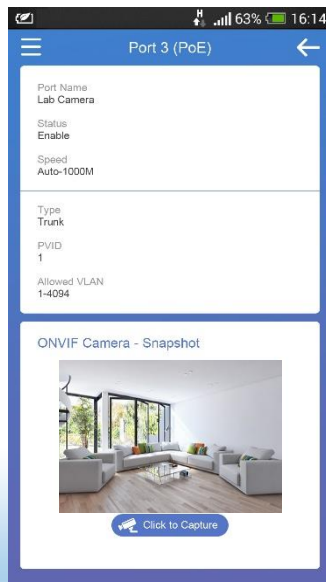 H 63% 16:14
Port 3 (PoE)
Port Name
Lab Camera
Status
Enable
Speed
Auto-1000M
Type
Trunk
PVID
1
Allowed VLAN
1-4094
ONVIF Camera - Snapshot
Click to Capture